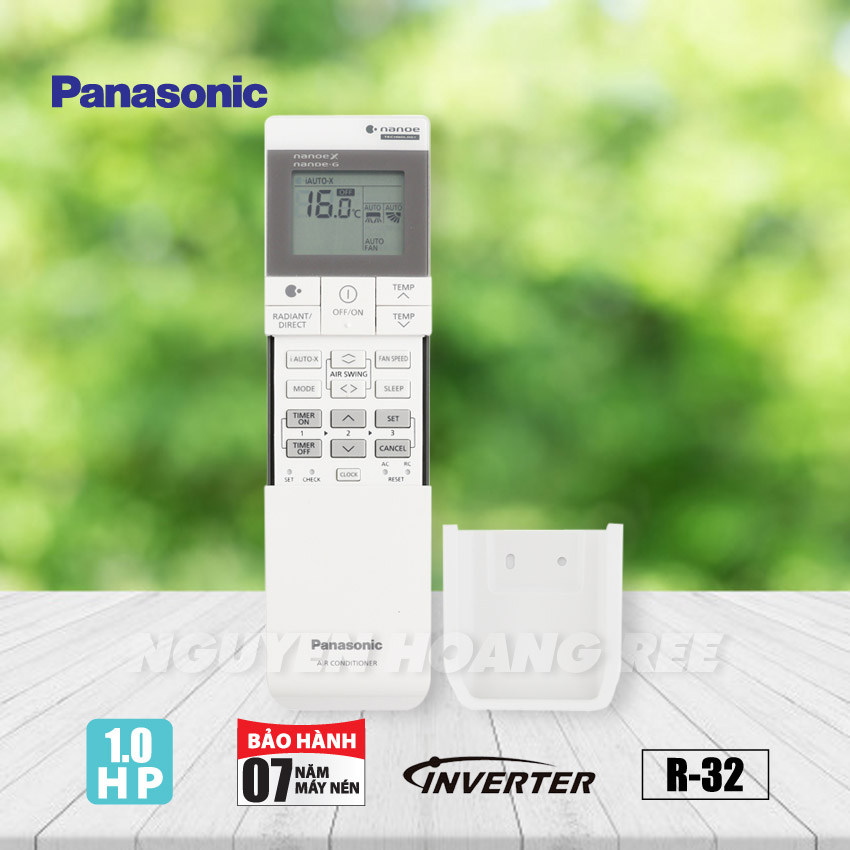 Panasonic
nanoe
TECHNOLOGY
nanoeX
nanoe-G
iAUTO-X
OFF
16.0°C
AUTO AUTO
AUTO
FAN
OFF/ON
TEMP
RADIANT/
DIRECT
TEMP
iAUTO-X
FAN SPEED
AIR SWING
MODE
SLEEP
TIMER
ON
SET
1 2 3
TIMER
OFF
CANCEL
AC RC
CLOCK
SET CHECK RESET
Panasonic
AIR CONDITIONER
NGUYEN HOANG REE
1.0
HP
BẢO HÀNH
07 NĂM
MÁY NÉN
INVERTER
R-32